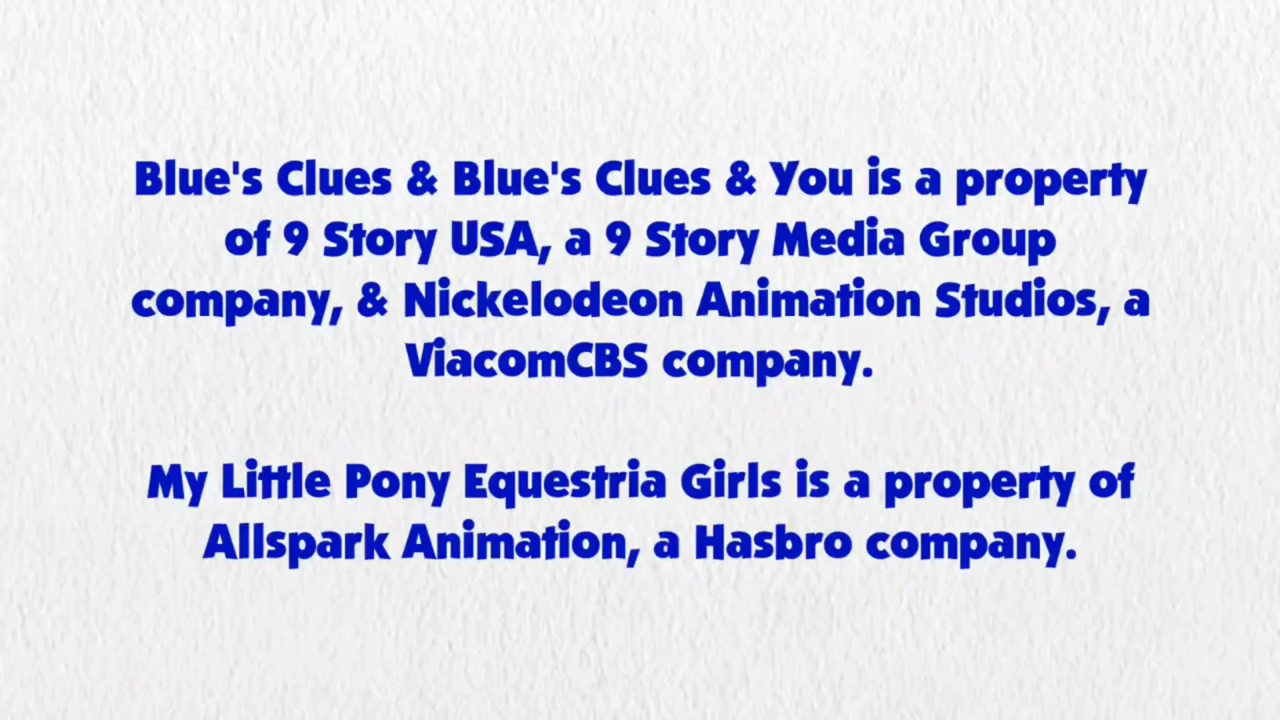 Blue's Clues & Blue's Clues & You is a property
of 9 Story USA, a 9 Story Media Group
company, & Nickelodeon Animation Studios, a
ViacomCBS company.
My Little Pony Equestria Girls is a property of
Allspark Animation, a Hasbro company.